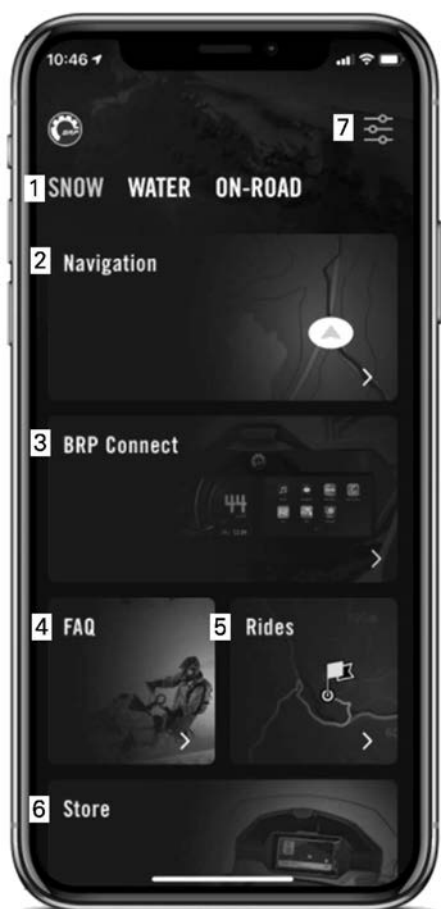 10:46
7
1 SNOW WATER ON-ROAD
2 Navigation
3 BRP Connect
4 FAQ
5 Rides
6 Store